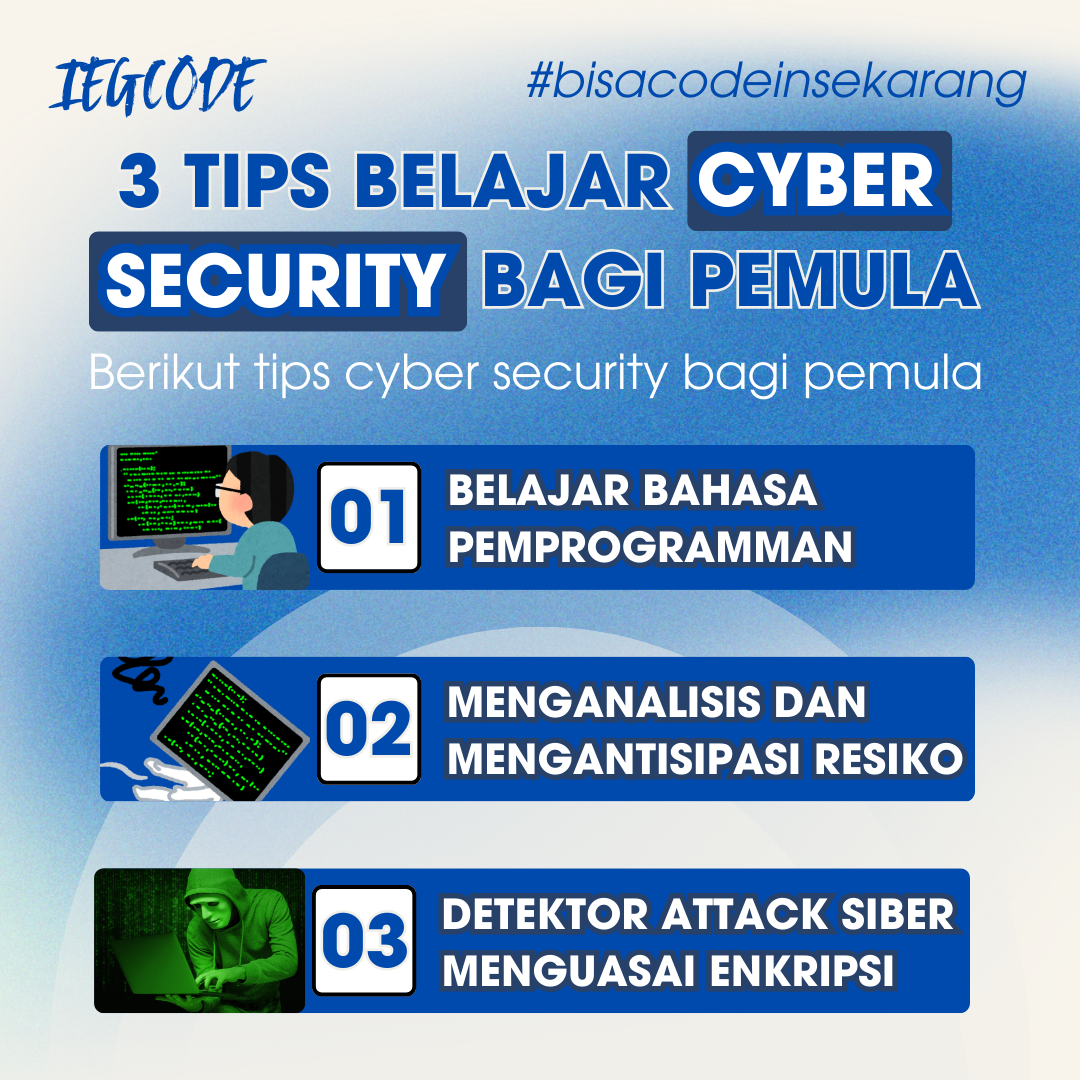 IEGCODE
#bisacodeinsekarang
3 TIPS BELAJAR CYBER
SECURITY BAGI PEMULA
Berikut tips cyber security bagi pemula
01
BELAJAR BAHASA
PEMPROGRAMMAN
02
MENGANALISIS DAN
MENGANTISIPASI RESIKO
03
DETEKTOR ATTACK SIBER
MENGUASAI ENKRIPSI